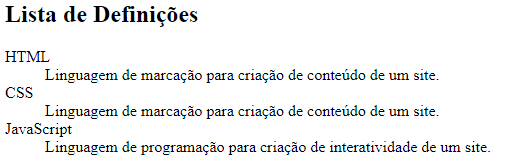 Lista de Definições
HTML
Linguagem de marcação para criação de conteúdo de um site.
CSS
Linguagem de marcação para criação de conteúdo de um site.
JavaScript
Linguagem de programação para criação de interatividade de um site.